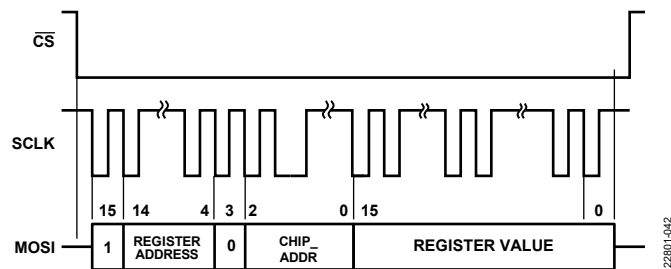 CS
SCLK
15 14 4 3 2 0 15 0
MOSI 1 REGISTER ADDRESS 0 CHIP_ ADDR REGISTER VALUE
22801-042